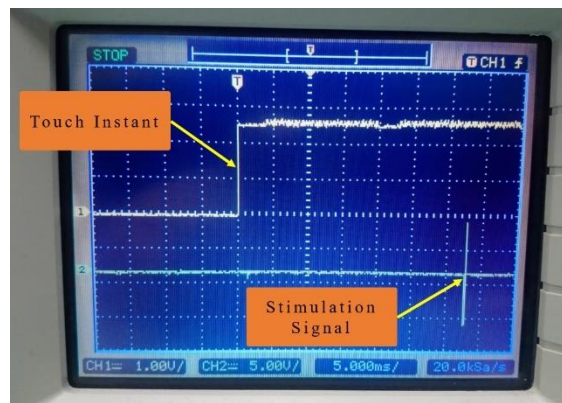 STOP
T
T CH1
T
Touch Instant
1
2
Stimulation
Signal
CH1= 1.00V/ CH2= 5.00V/ 5.000ms/ 20.0kSa/s